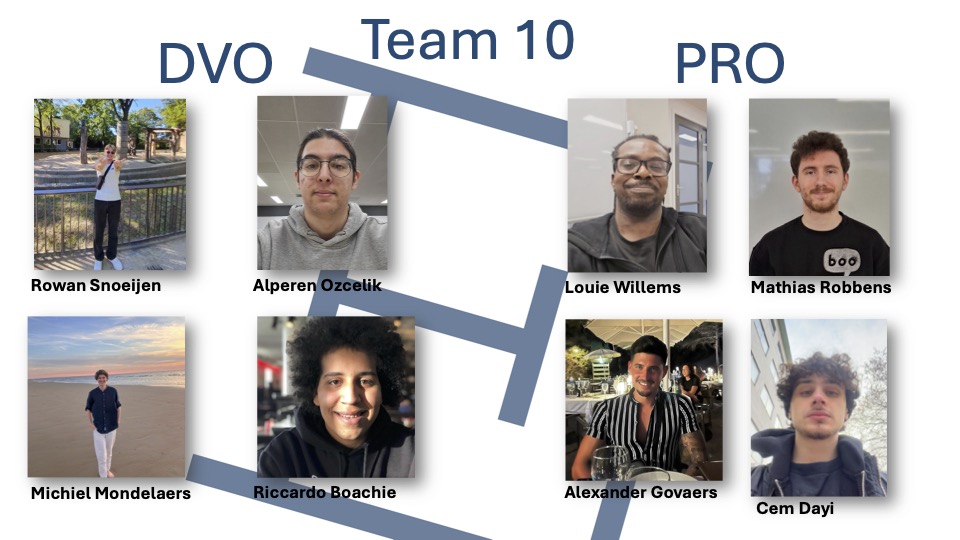 Team 10
DVO
PRO
Rowan Snoeijen
Alperen Ozcelik
Louie Willems
Mathias Robbens
boo
Michiel Mondelaers
Riccardo Boachie
Alexander Govaers
Cem Dayi